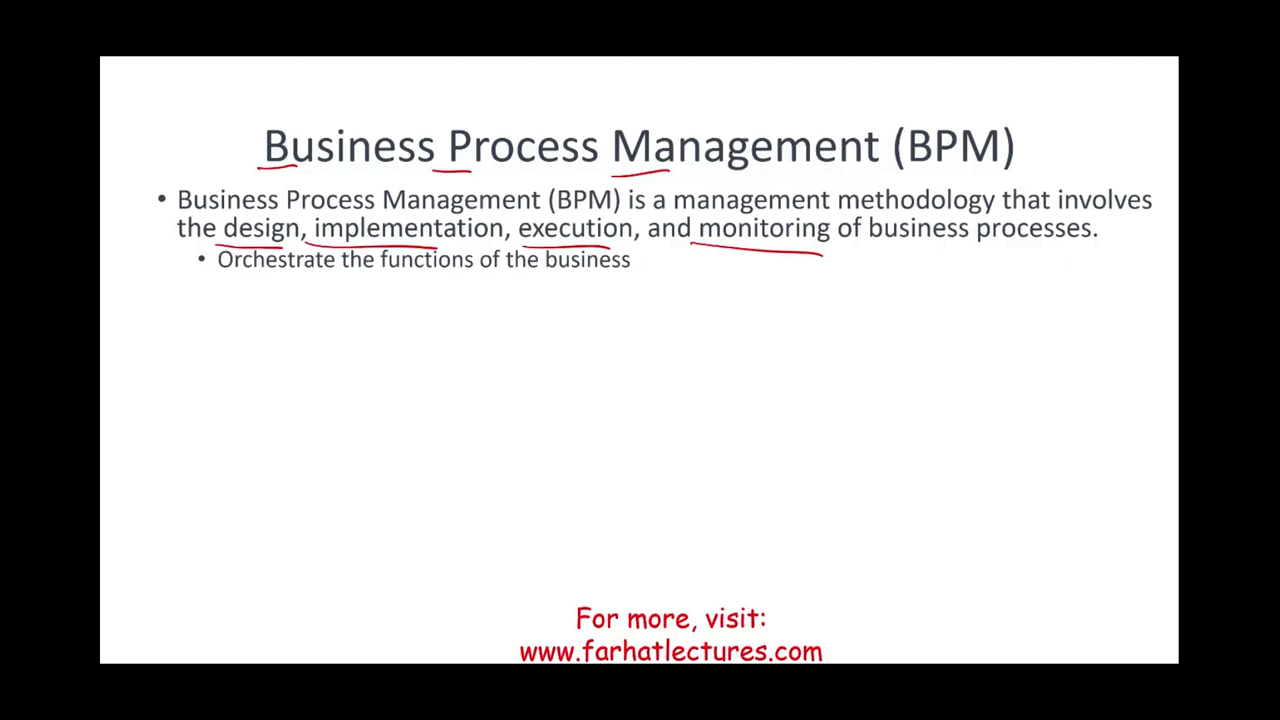 Business Process Management (BPM)
• Business Process Management (BPM) is a management methodology that involves
the design, implementation, execution, and monitoring of business processes.
• Orchestrate the functions of the business
For more, visit:
www.farhatlectures.com